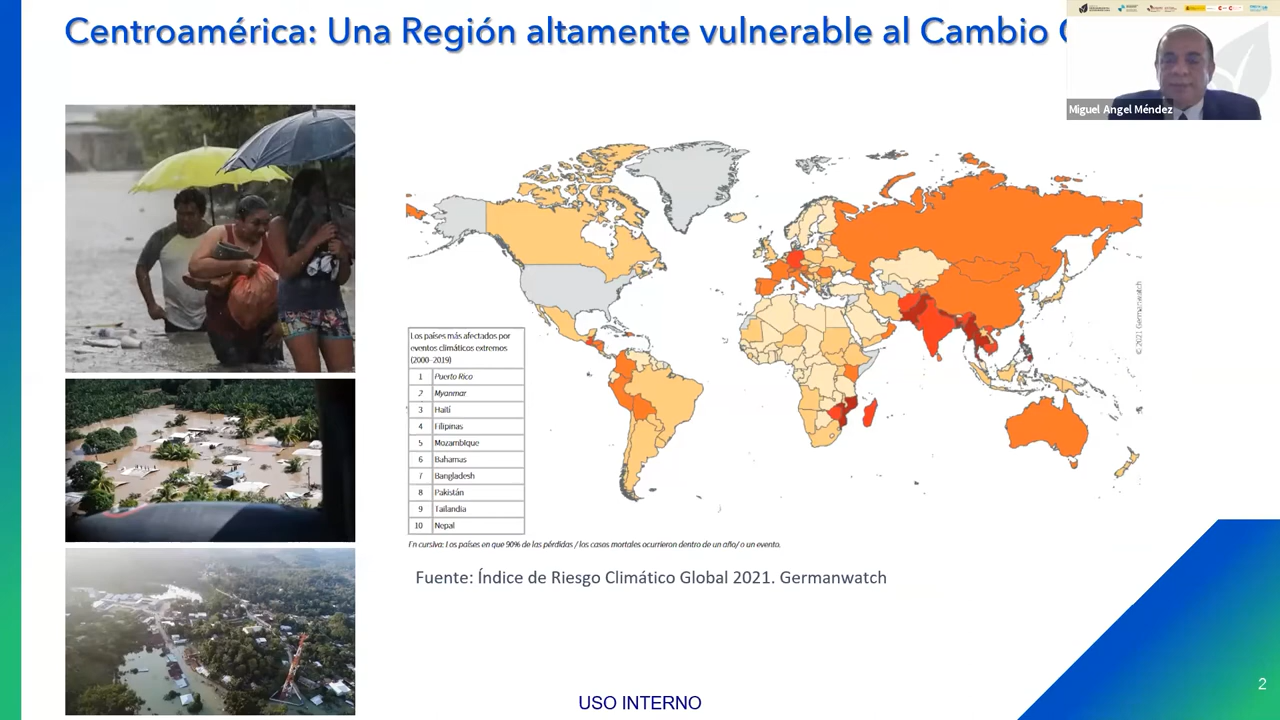 Centroamérica: Una Región altamente vulnerable al Cambio
Miguel Angel Méndez
Los países más afectados por
eventos climáticos extremos
(2000-2019)
1 Puerto Rico
2 Myanmar
3 Haití
4 Filipinas
5 Mozambique
6 Bahamas
7 Bangladesh
8 Pakistán
9 Tailandia
10 Nepal
© 2021 Germanwatch
En cursiva: Los países en que 90% de las pérdidas / los casos mortales ocurrieron dentro de un año/ o un evento.
Fuente: Índice de Riesgo Climático Global 2021. Germanwatch
2
USO INTERNO